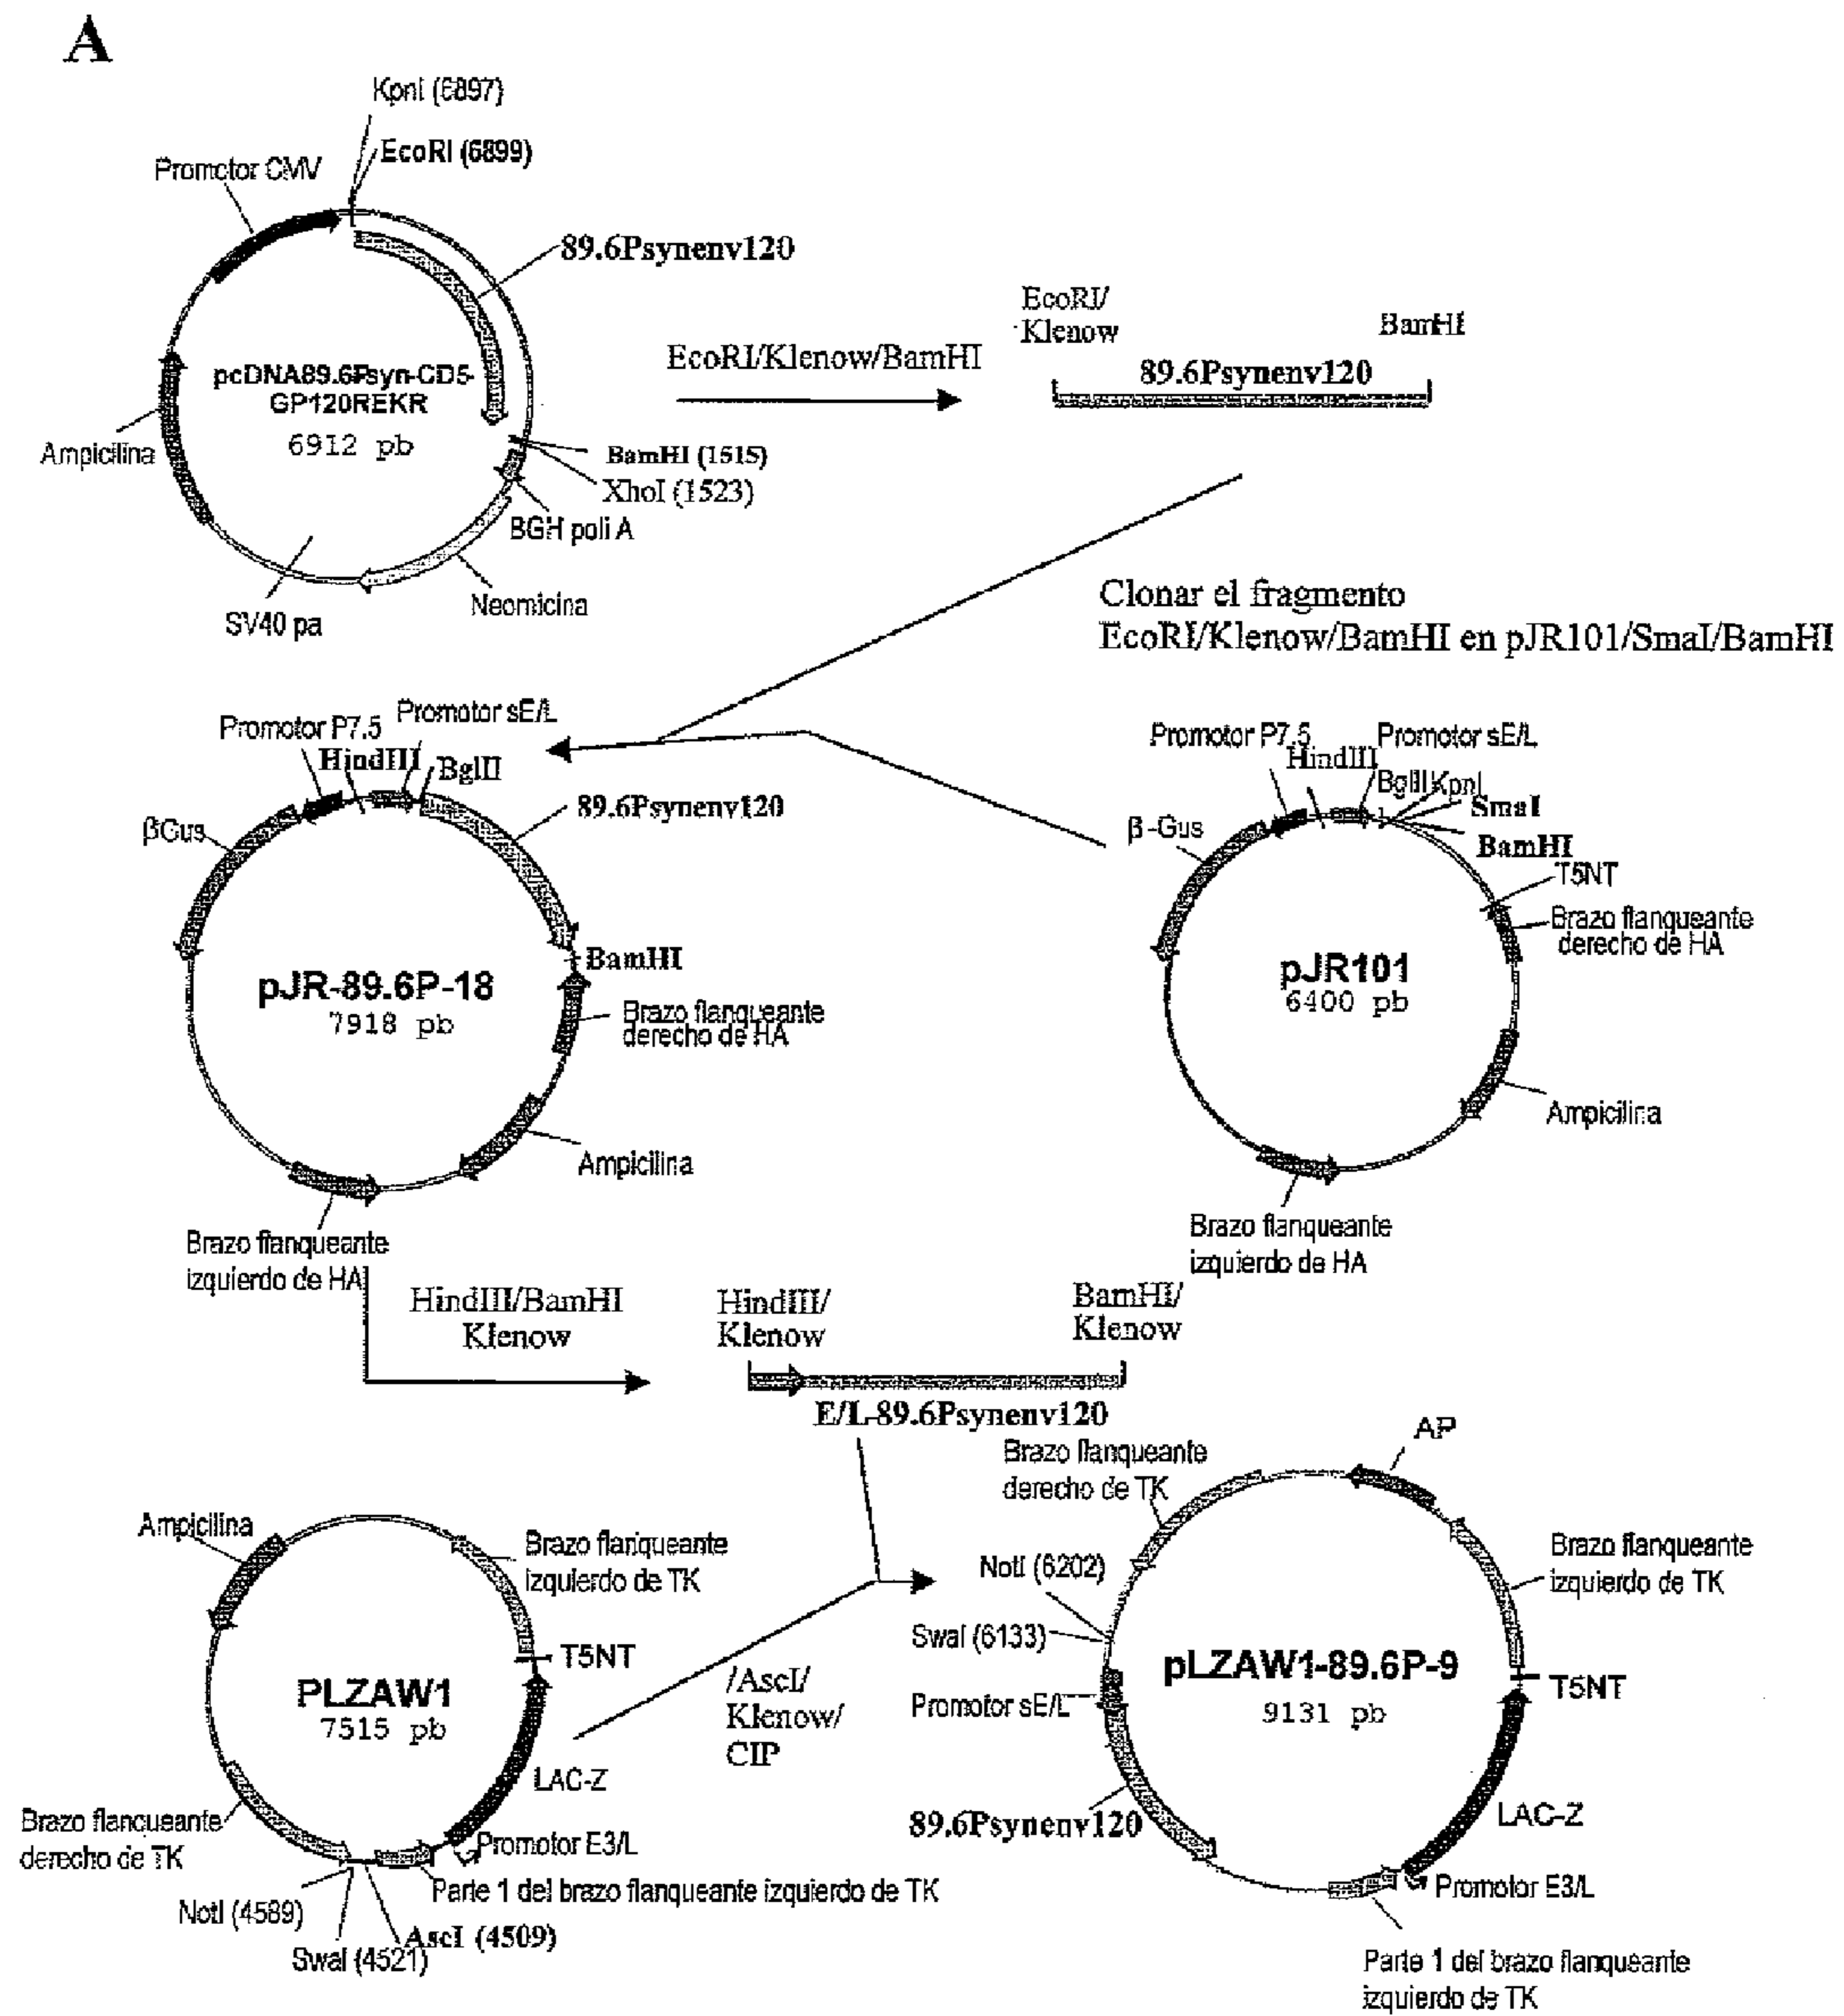 A
KpnI (6897)
EcoRI (6899)
Promotor CMV
89.6Psynenv120
pcDNA89.6Psyn-CD5-
GP120REKR
6912 pb
Ampicilina
BamHI (1515)
XhoI (1523)
BGH poli A
Neomicina
SV40 pa
EcoRI/Klenow/BamHI
EcoRI/
Klenow
BamHI
89.6Psynenv120
Clonar el fragmento
EcoRI/Klenow/BamHI en pJR101/SmaI/BamHI
Promotor P7.5
Promotor sE/L
HindIII
BglII
βGus
89.6Psynenv120
BamHI
pJR-89.6P-18
7918 pb
Brazo flanqueante
derecho de HA
Ampicilina
Brazo flanqueante
izquierdo de HA
Promotor P7.5
Promotor sE/L
HindIII
BglII
KpnI
SmaI
BamHI
β-Gus
T5NT
Brazo flanqueante
derecho de HA
pJR101
6400 pb
Ampicilina
Brazo flanqueante
izquierdo de HA
HindIII/BamHI
Klenow
HindIII/
Klenow
BamHI/
Klenow
E/L-89.6Psynenv120
Ampicilina
Brazo flanqueante
izquierdo de TK
T5NT
PLZAW1
7515 pb
LAC-Z
Brazo flanqueante
derecho de TK
Promotor E3/L
Parte 1 del brazo flanqueante izquierdo de TK
NotI (4589)
SwaI (4521)
AscI (4509)
/AscI/
Klenow/
CIP
AP
Brazo flanqueante
derecho de TK
NotI (6202)
Brazo flanqueante
izquierdo de TK
SwaI (6133)
pLZAW1-89.6P-9
9131 pb
T5NT
Promotor sE/L
89.6Psynenv120
LAC-Z
Promotor E3/L
Parte 1 del brazo flanqueante
izquierdo de TK